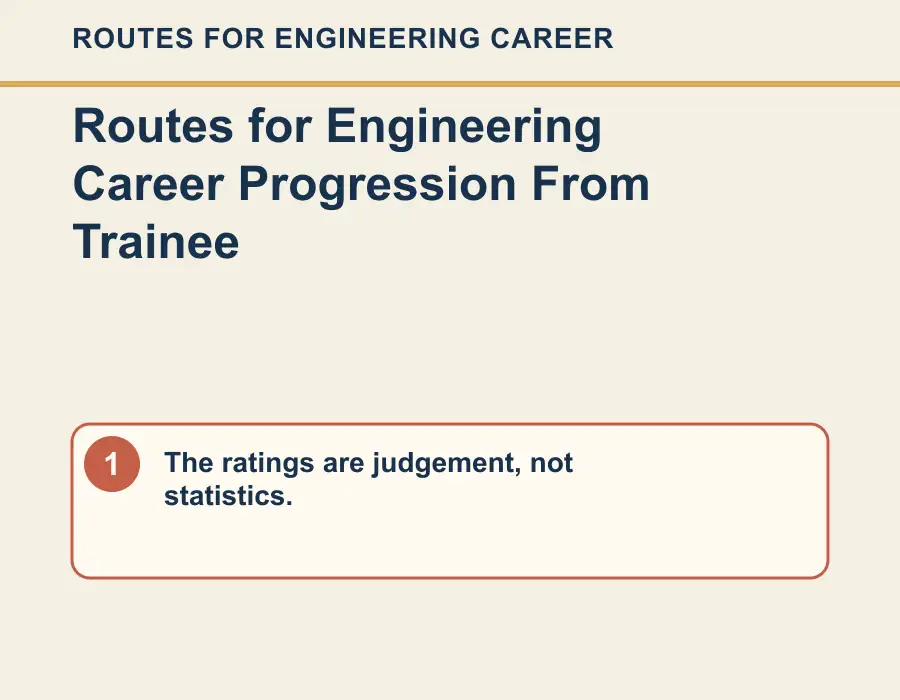 ROUTES FOR ENGINEERING CAREER
Routes for Engineering
Career Progression From
Trainee
1
The ratings are judgement, not
statistics.